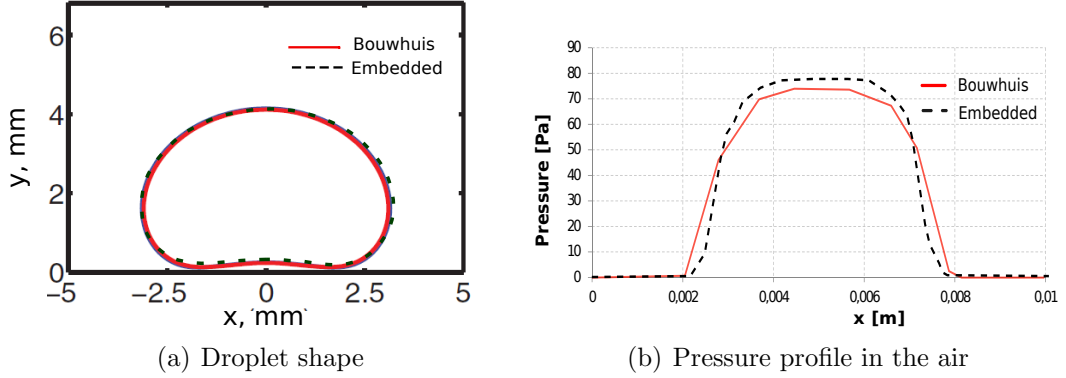 6
4
2
0
y, mm
−5
−2.5
0
2.5
5
x, mm
Bouwhuis
Embedded
(a) Droplet shape
90
80
70
60
50
40
30
20
10
0
Pressure [Pa]
0
0,002
0,004
0,006
0,008
0,01
x [m]
Bouwhuis
Embedded
(b) Pressure profile in the air